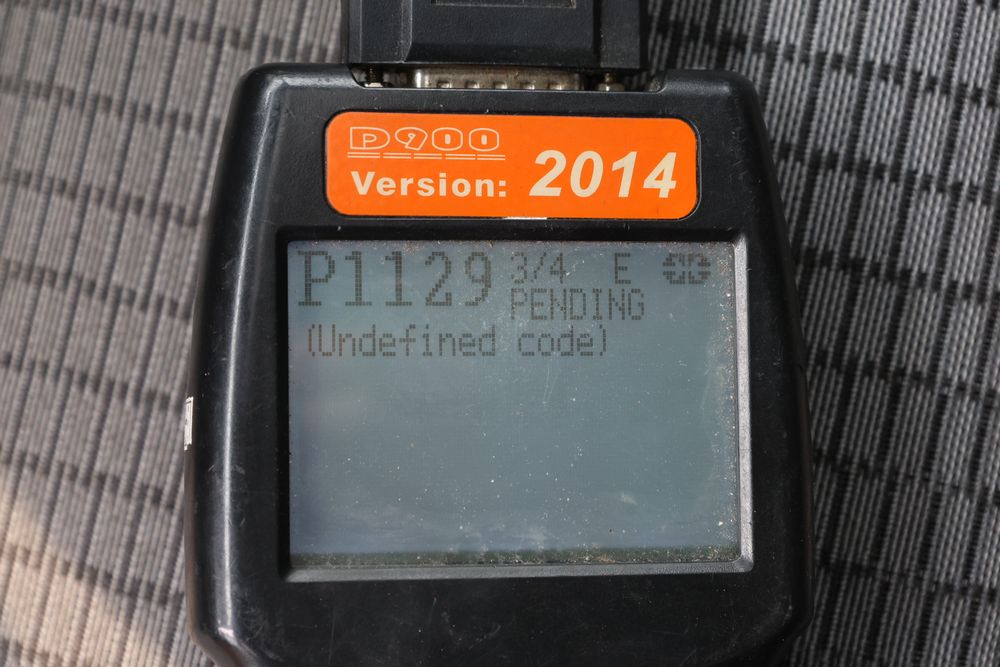 D900
Version: 2014
P1129 3/4 E
PENDING
(Undefined code)